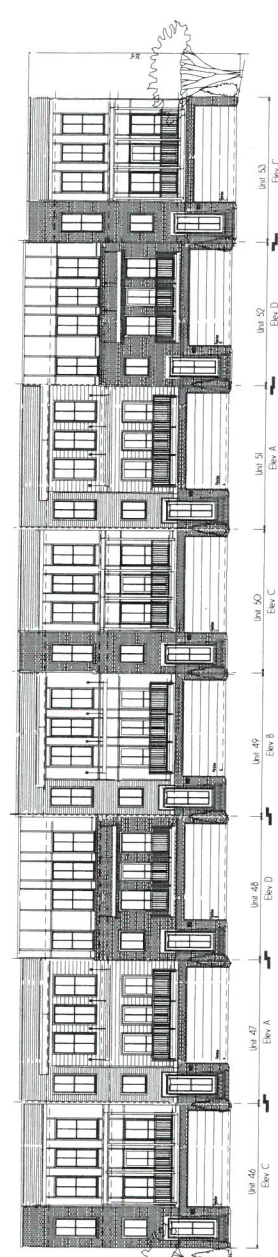 Unit 46
Elev C
Unit 47
Elev A
Unit 48
Elev D
Unit 49
Elev B
Unit 50
Elev C
Unit 51
Elev A
Unit 52
Elev D
Unit 53
Elev C